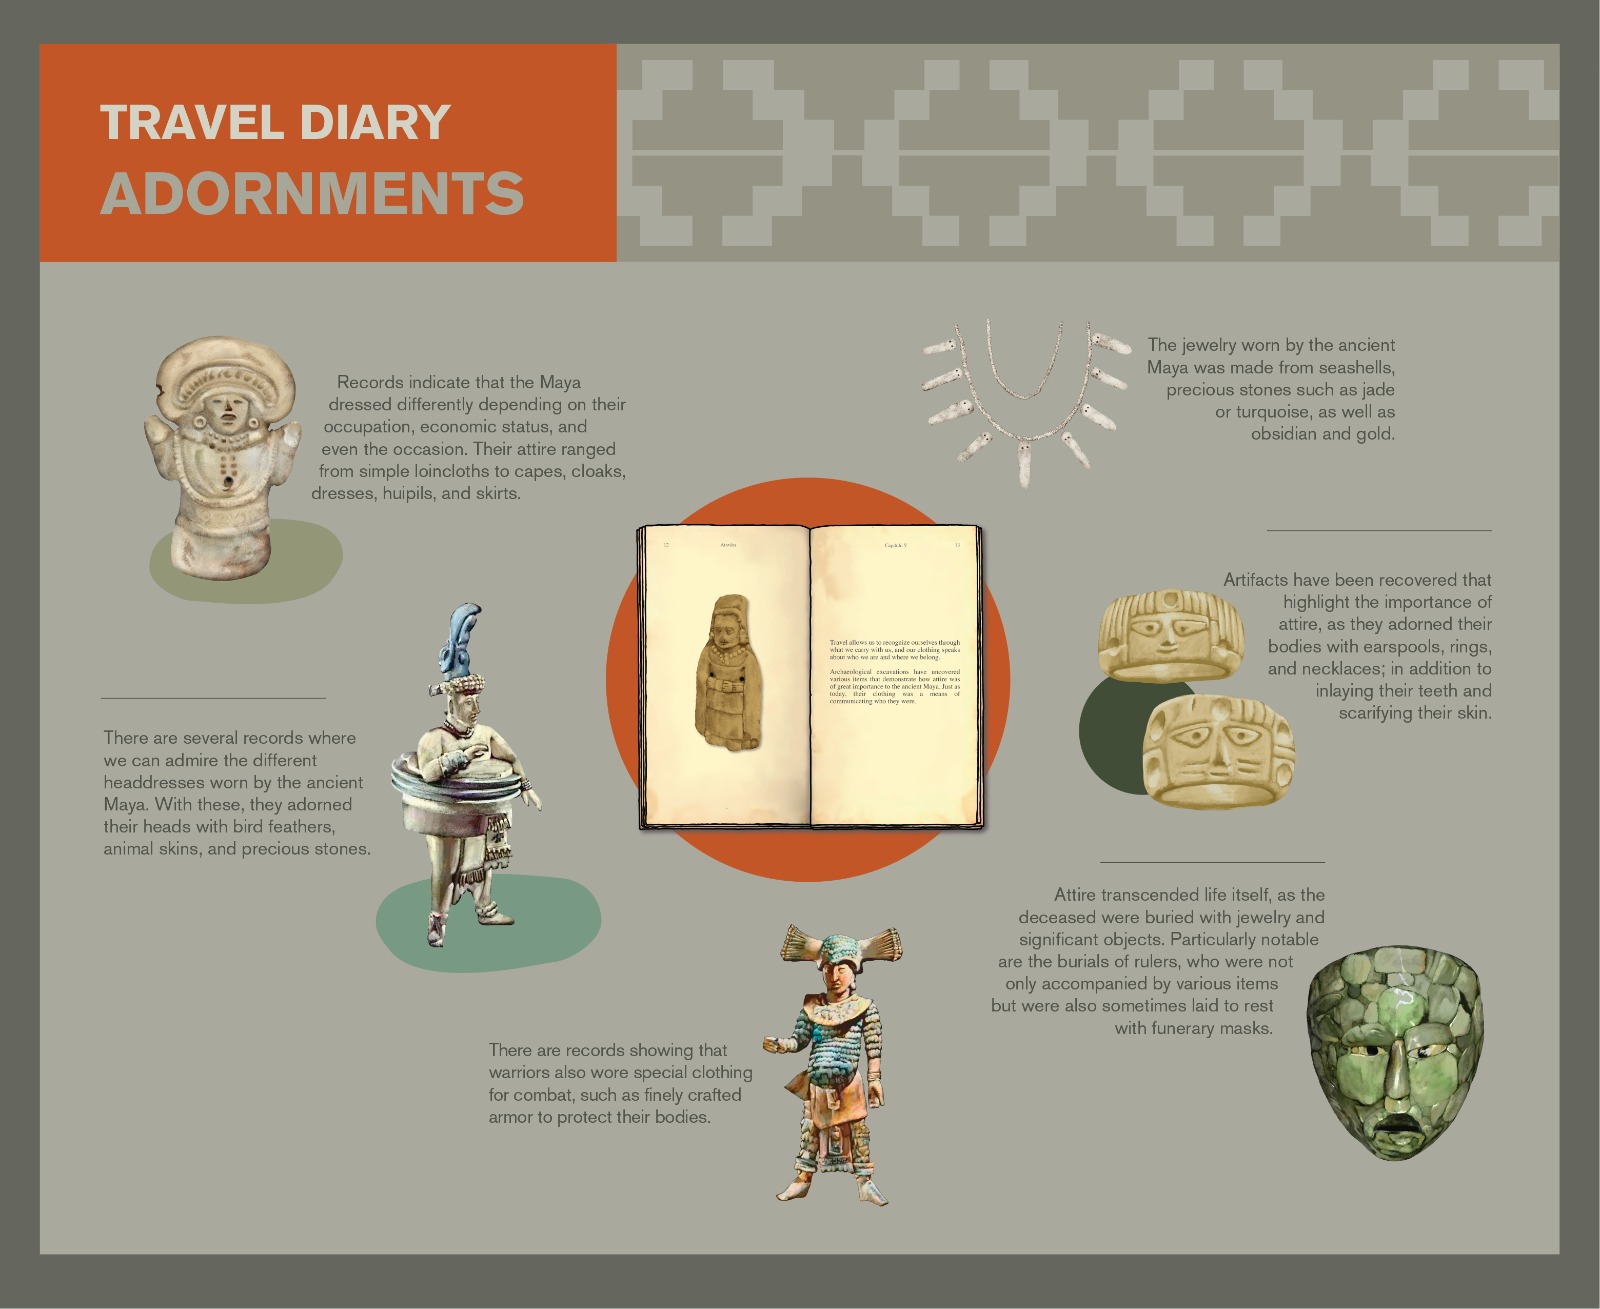 TRAVEL DIARY
ADORNMENTS
Records indicate that the Maya
dressed differently depending on their
occupation, economic status, and
even the occasion. Their attire ranged
from simple loincloths to capes, cloaks,
dresses, huipils, and skirts.
The jewelry worn by the ancient
Maya was made from seashells,
precious stones such as jade
or turquoise, as well as
obsidian and gold.
12
Atavíos
Capítulo V
13
Travel allows us to recognize ourselves through
what we carry with us, and our clothing speaks
about who we are and where we belong.
Archaeological excavations have uncovered
various items that demonstrate how attire was
of great importance to the ancient Maya. Just as
today, their clothing was a means of
communicating who they were.
Artifacts have been recovered that
highlight the importance of
attire, as they adorned their
bodies with earspools, rings,
and necklaces; in addition to
inlaying their teeth and
scarifying their skin.
There are several records where
we can admire the different
headdresses worn by the ancient
Maya. With these, they adorned
their heads with bird feathers,
animal skins, and precious stones.
Attire transcended life itself, as the
deceased were buried with jewelry and
significant objects. Particularly notable
are the burials of rulers, who were not
only accompanied by various items
but were also sometimes laid to rest
with funerary masks.
There are records showing that
warriors also wore special clothing
for combat, such as finely crafted
armor to protect their bodies.